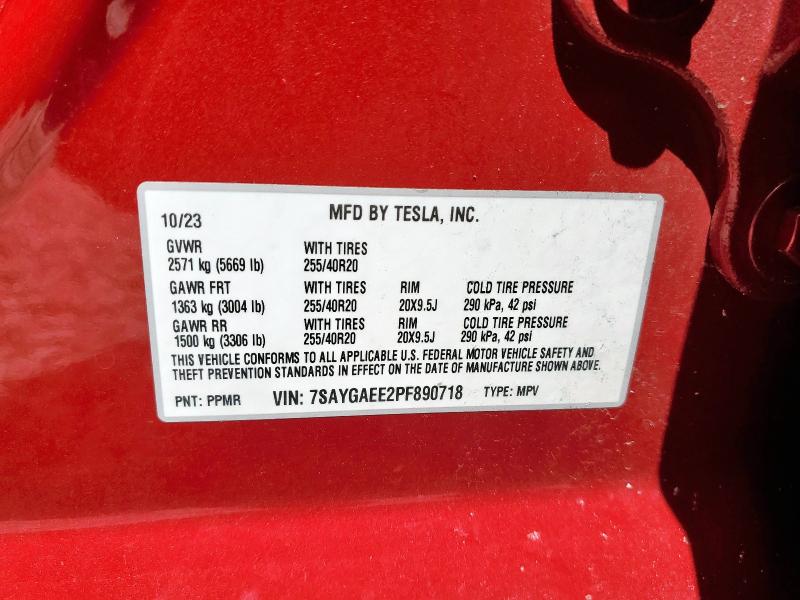 MFD BY TESLA, INC.
10/23
GVWR WITH TIRES
2571 kg (5669 lb) 255/40R20
GAWR FRT WITH TIRES RIM COLD TIRE PRESSURE
1363 kg (3004 lb) 255/40R20 20X9.5J 290 kPa, 42 psi
GAWR RR WITH TIRES RIM COLD TIRE PRESSURE
1500 kg (3306 lb) 255/40R20 20X9.5J 290 kPa, 42 psi
THIS VEHICLE CONFORMS TO ALL APPLICABLE U.S. FEDERAL MOTOR VEHICLE SAFETY AND
THEFT PREVENTION STANDARDS IN EFFECT ON THE DATE OF MANUFACTURE SHOWN ABOVE.
PNT: PPMR VIN: 7SAYGAEE2PF890718 TYPE: MPV